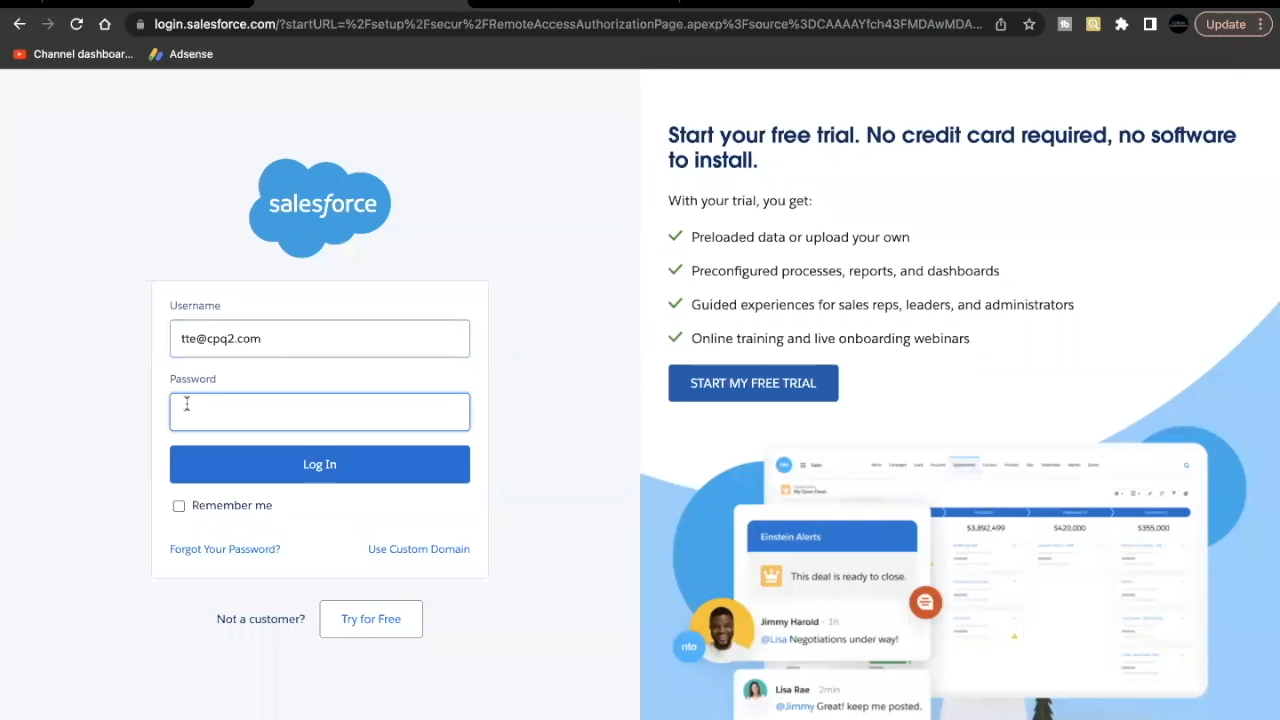 login.salesforce.com/?startURL=%2Fsetup%2Fsecur%2FRemoteAccessAuthorizationPage.apexp%3Fsource%3DCAAAAYfch43FMDAwMDA...
Update
Channel dashboar...
Adsense
salesforce
Username
tte@cpq2.com
Password
Log In
Remember me
Forgot Your Password?
Use Custom Domain
Not a customer?
Try for Free
Start your free trial. No credit card required, no software
to install.
With your trial, you get:
Preloaded data or upload your own
Preconfigured processes, reports, and dashboards
Guided experiences for sales reps, leaders, and administrators
Online training and live onboarding webinars
START MY FREE TRIAL
Sales
My Open Deals
$3,892,499
$420,000
$355,000
Einstein Alerts
This deal is ready to close.
nto
Jimmy Harold · 1h
@Lisa Negotiations under way!
Lisa Rae 2min
@Jimmy Great! keep me posted.